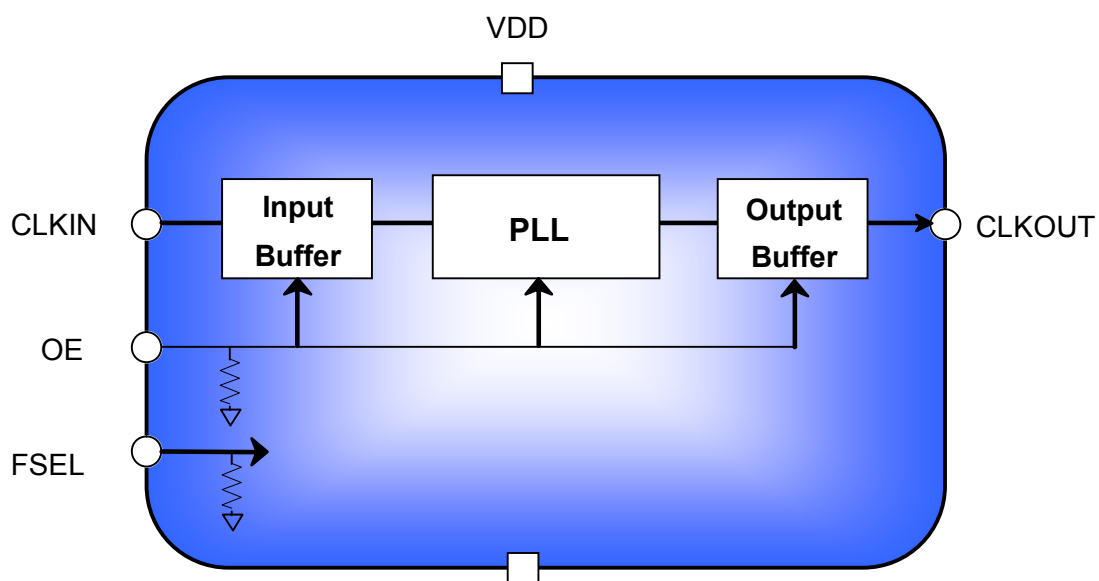 VDD
CLKIN
Input
Buffer
PLL
Output
Buffer
CLKOUT
OE
FSEL